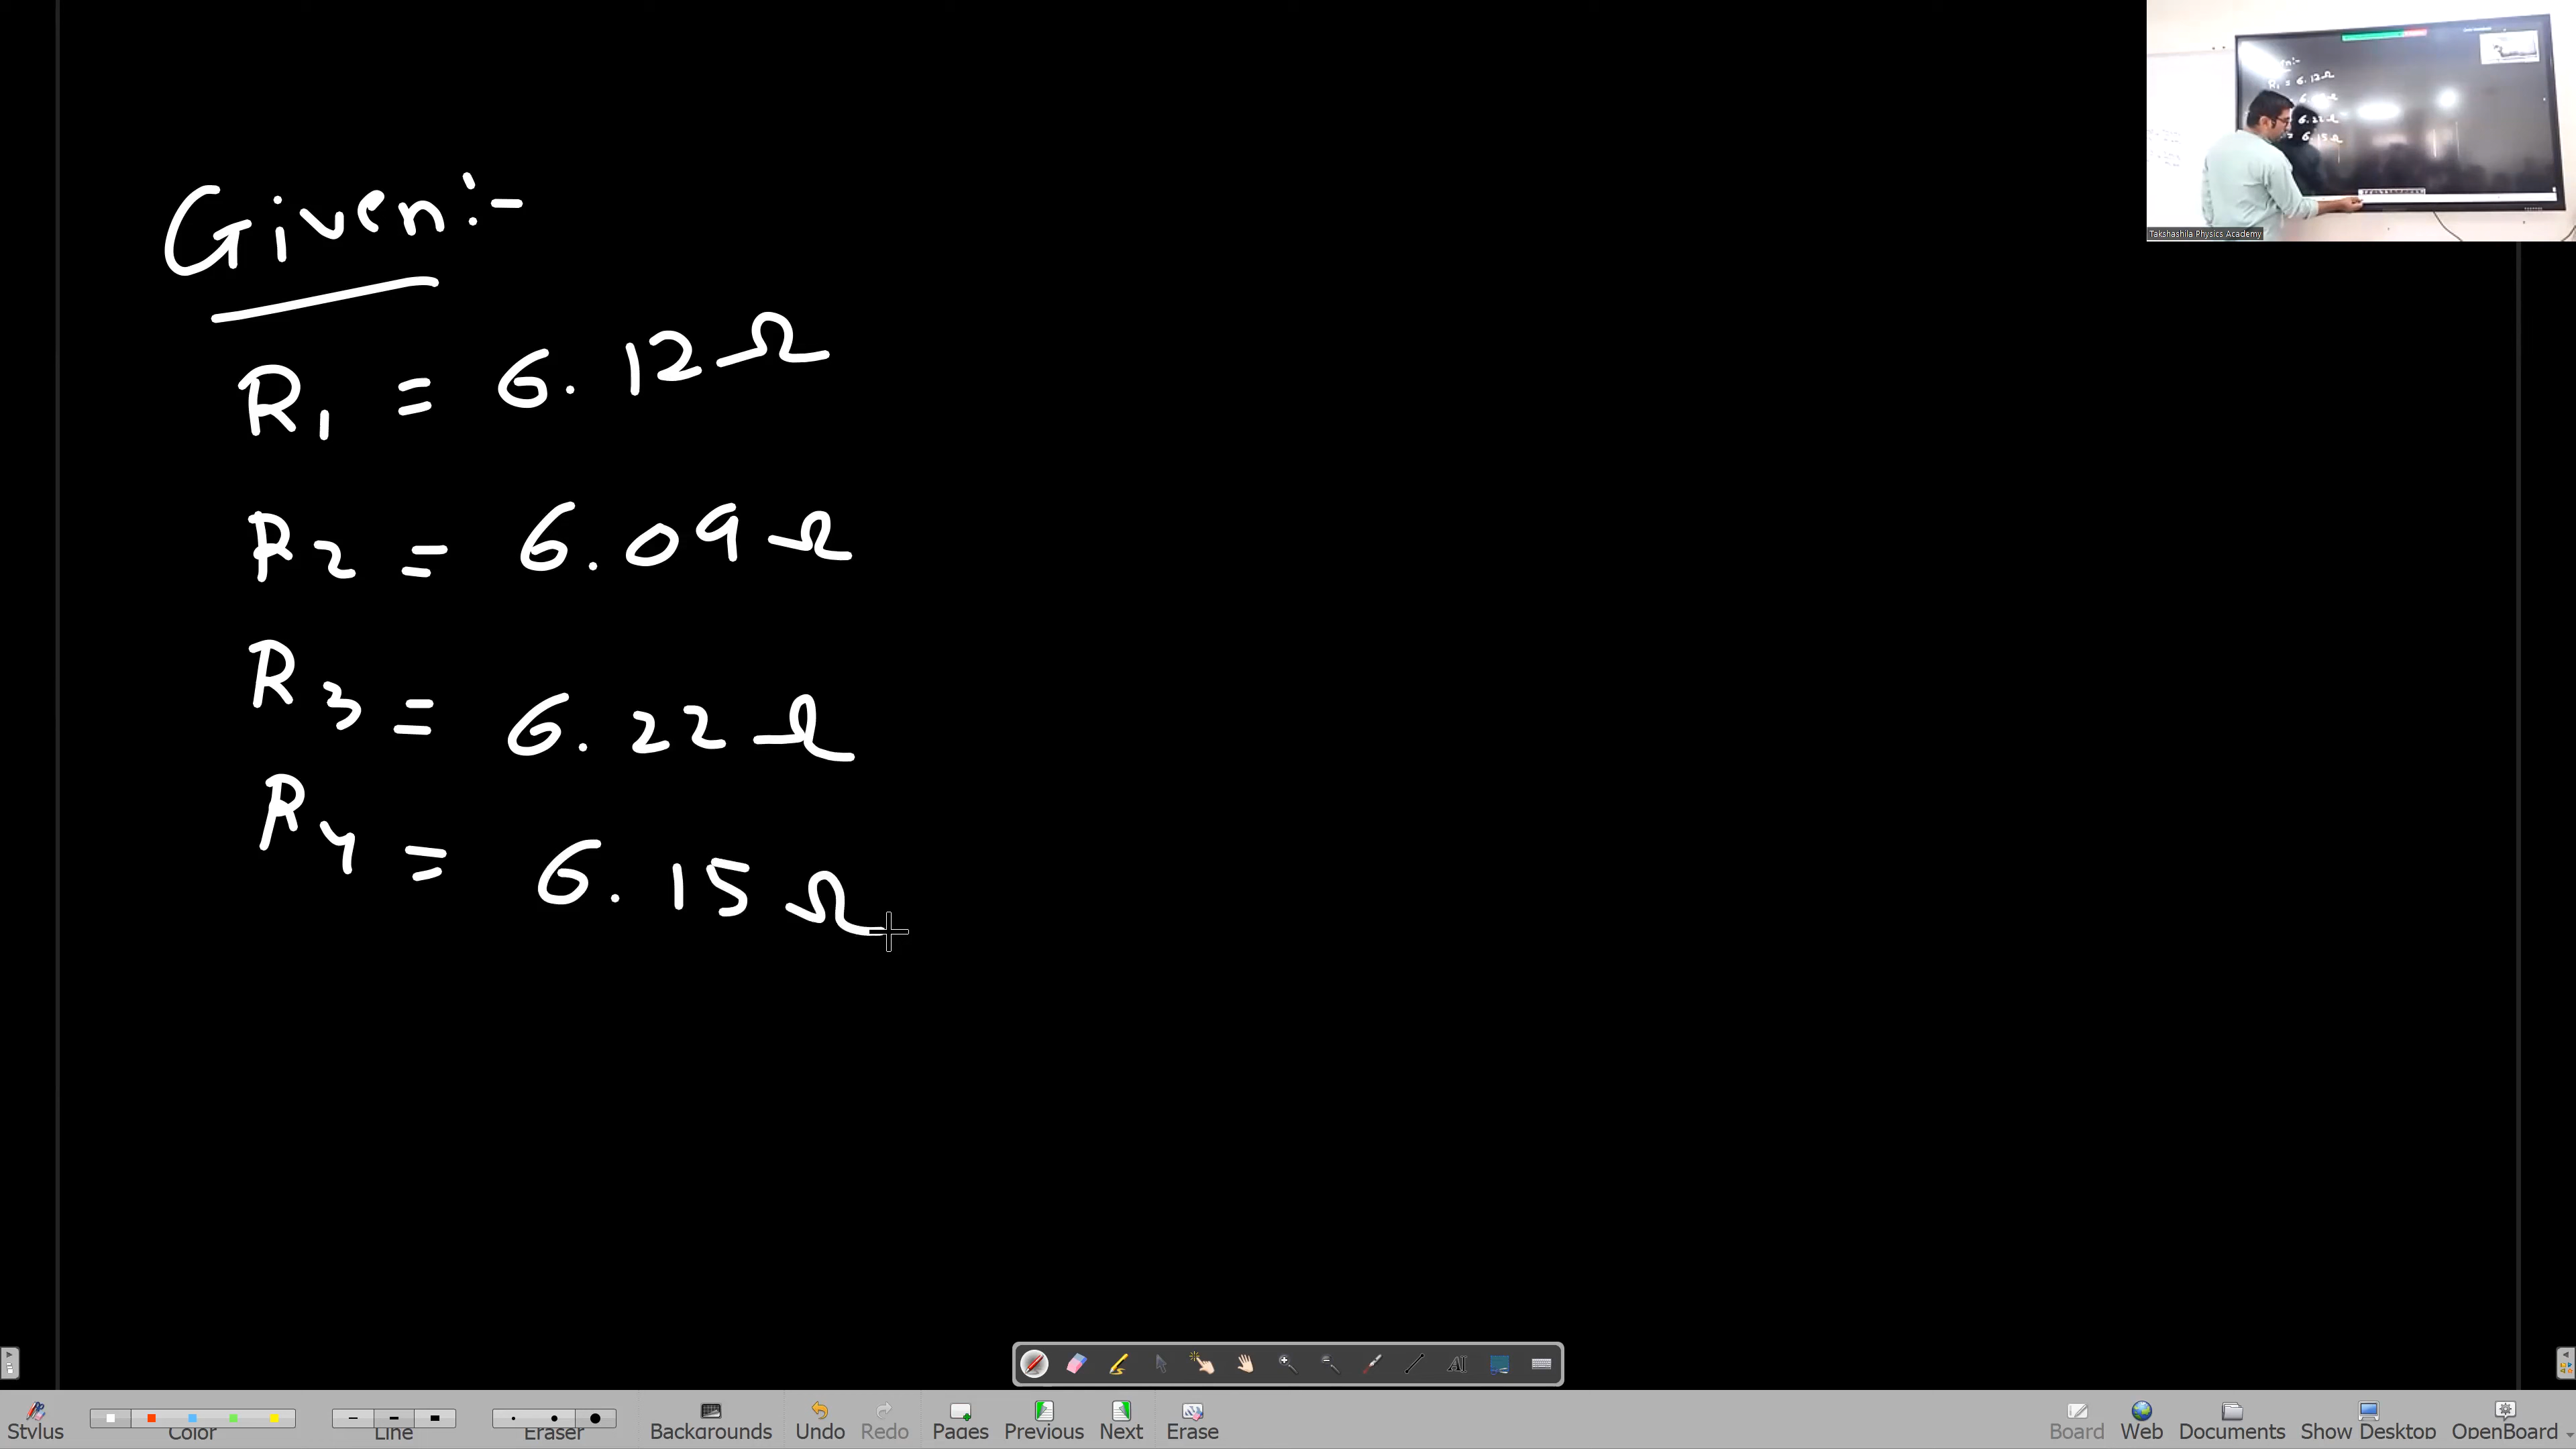 Given:-
R1 = 6.12 Ω
R2 = 6.09 Ω
R3 = 6.22 Ω
R4 = 6.15 Ω
Takshashila Physics Academy
Stylus
Color
Line
Eraser
Backgrounds
Undo
Redo
Pages
Previous
Next
Erase
Board
Web
Documents
Show Desktop
OpenBoard